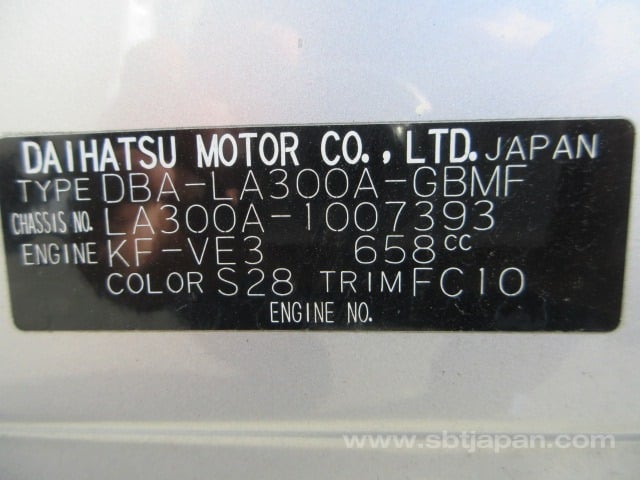 DAIHATSU MOTOR CO., LTD. JAPAN
TYPE DBA-LA300A-GBMF
CHASSIS NO. LA300A-1007393
ENGINE KF-VE3 658cc
COLOR S28 TRIM FC10
ENGINE NO.
www.sbtjapan.com